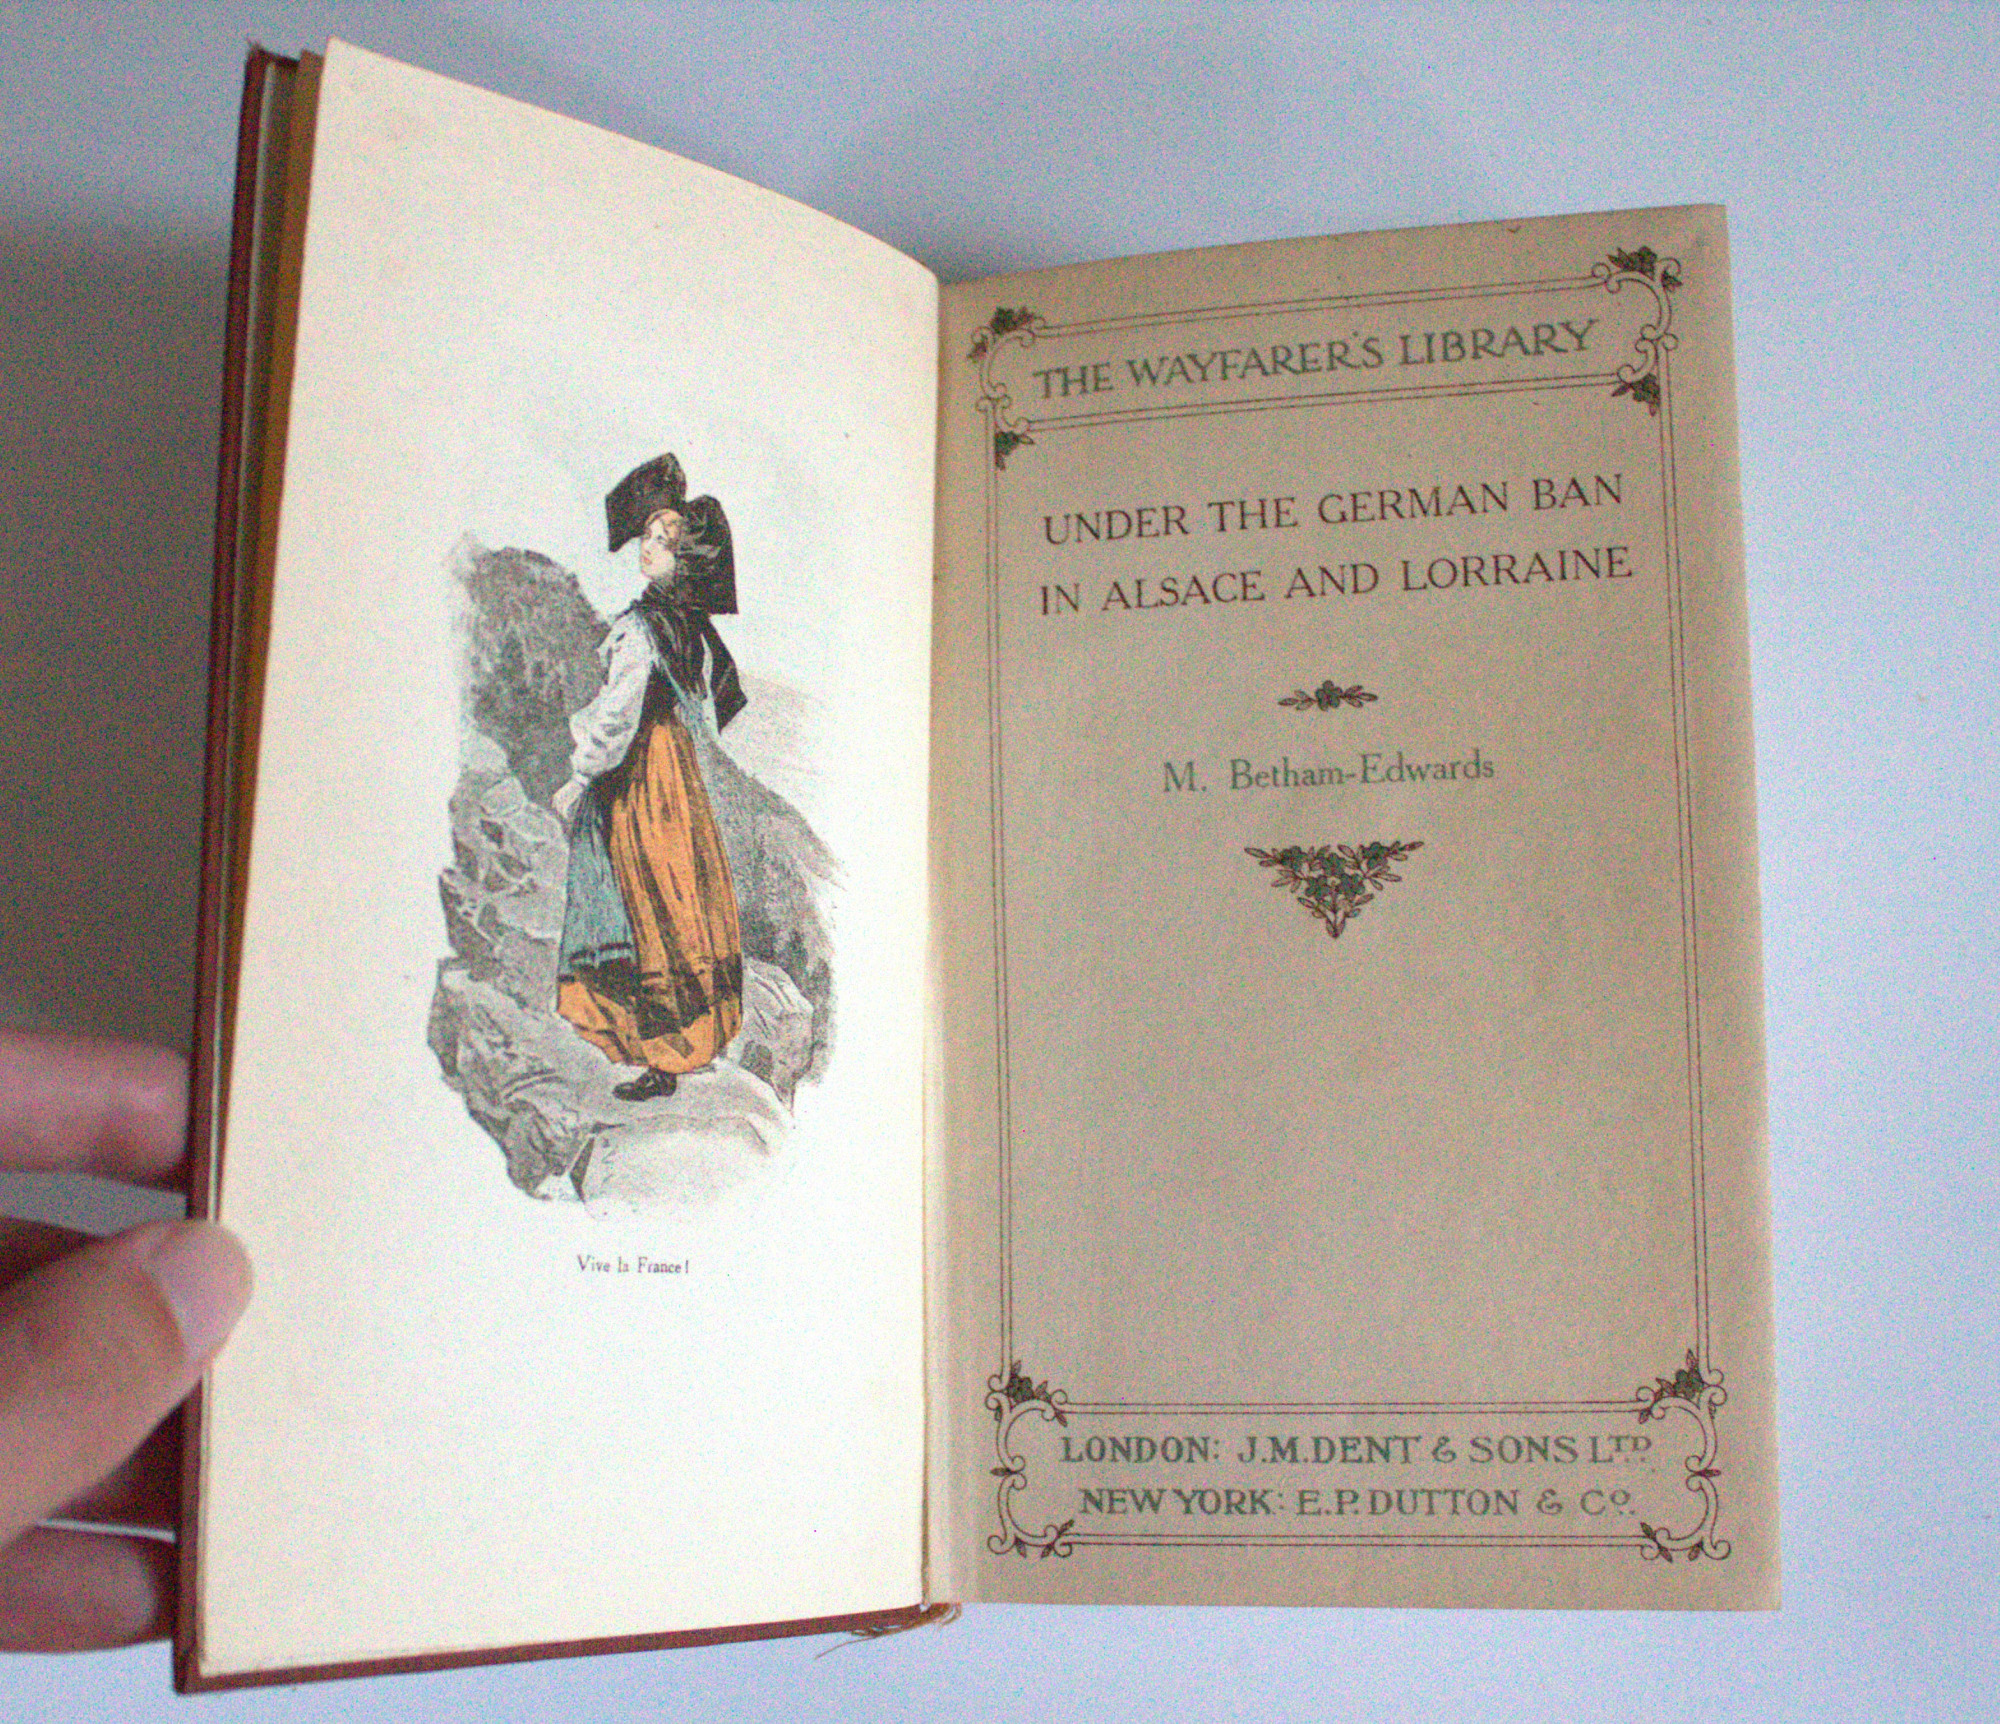 Vive la France!
THE WAYFARER'S LIBRARY
UNDER THE GERMAN BAN
IN ALSACE AND LORRAINE
M. Betham-Edwards
LONDON: J.M. DENT & SONS LTD.
NEW YORK: E.P. DUTTON & Co.